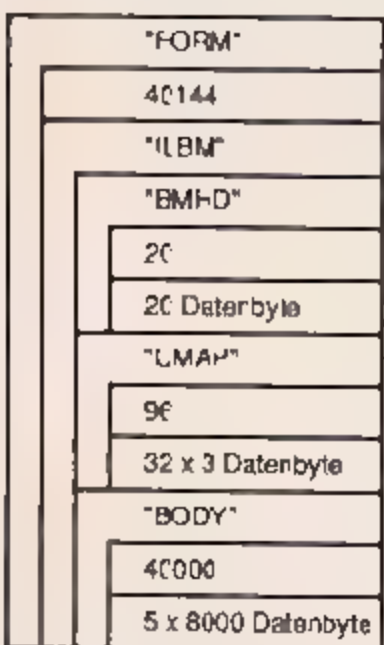 "FORM"
40144
"ILBM"
"BMHD"
20
20 Datenbyte
"CMAP"
96
32 x 3 Datenbyte
"BODY"
40000
5 x 8000 Datenbyte